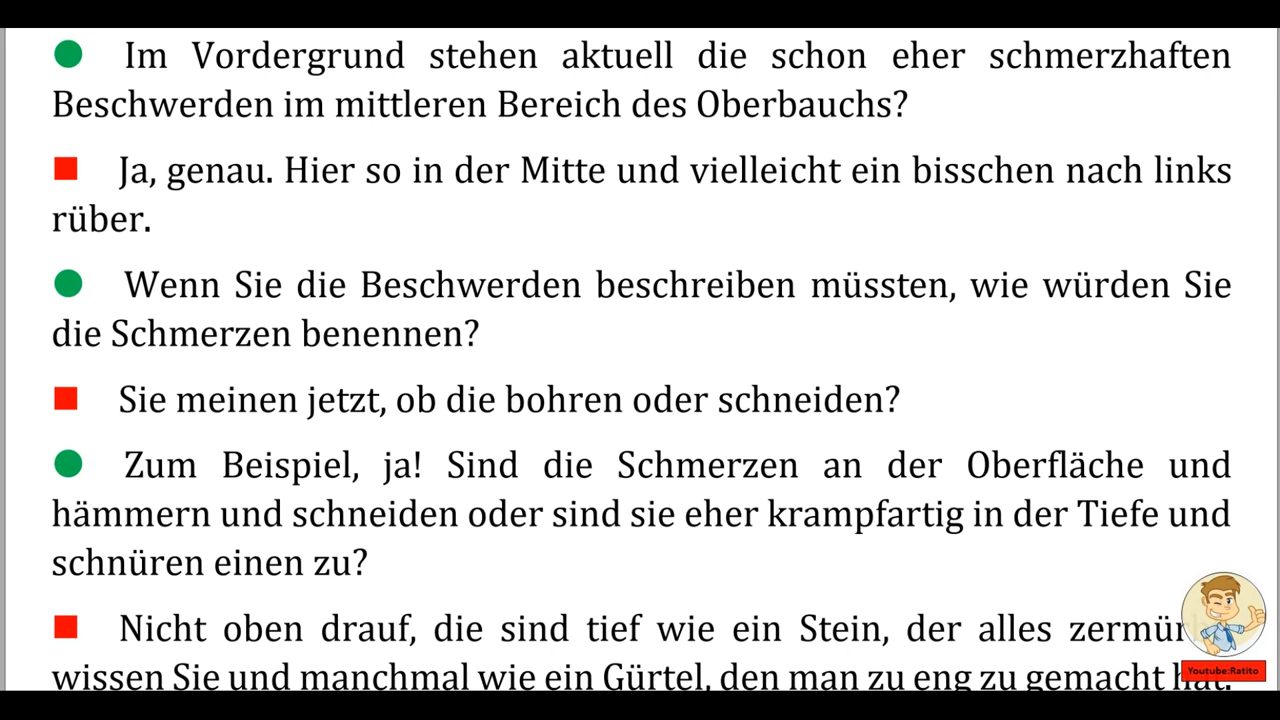 Im Vordergrund stehen aktuell die schon eher schmerzhaften
Beschwerden im mittleren Bereich des Oberbauchs?
Ja, genau. Hier so in der Mitte und vielleicht ein bisschen nach links
rüber.
Wenn Sie die Beschwerden beschreiben müssten, wie würden Sie
die Schmerzen benennen?
Sie meinen jetzt, ob die bohren oder schneiden?
Zum Beispiel, ja! Sind die Schmerzen an der Oberfläche und
hämmern und schneiden oder sind sie eher krampfartig in der Tiefe und
schnüren einen zu?
Nicht oben drauf, die sind tief wie ein Stein, der alles
wissen Sie und manchmal wie ein Gürtel, den man zu eng zu gemacht hat.
Youtube:Ratito